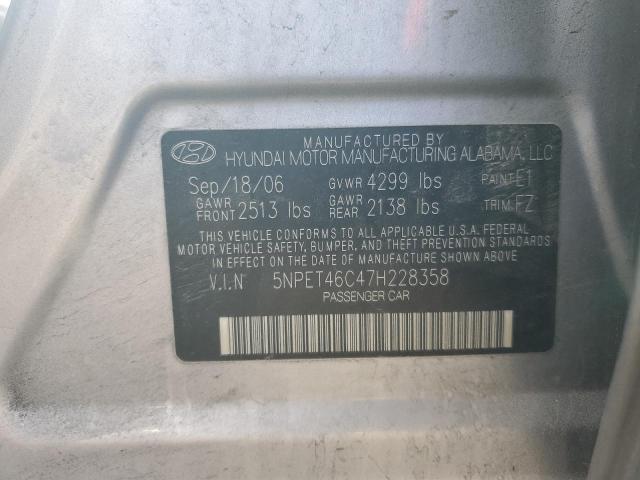 MANUFACTURED BY
HYUNDAI MOTOR MANUFACTURING ALABAMA, LLC
Sep/18/06 GVWR 4299 lbs PAINT E1
GAWR FRONT 2513 lbs GAWR REAR 2138 lbs TRIM FZ
THIS VEHICLE CONFORMS TO ALL APPLICABLE U.S.A. FEDERAL
MOTOR VEHICLE SAFETY, BUMPER, AND THEFT PREVENTION STANDARDS
IN EFFECT ON THE DATE OF MANUFACTURE SHOWN ABOVE
V.I.N 5NPET46C47H228358
PASSENGER CAR